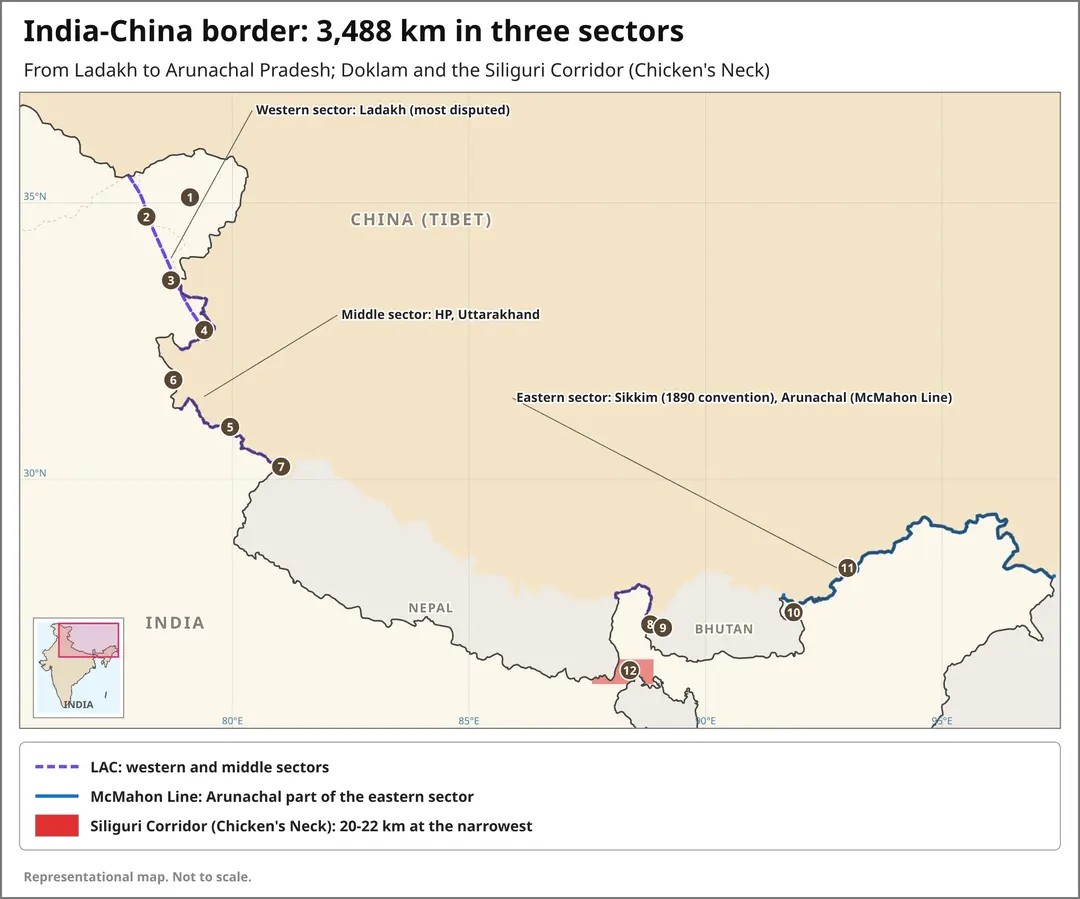 India-China border: 3,488 km in three sectors
From Ladakh to Arunachal Pradesh; Doklam and the Siliguri Corridor (Chicken's Neck)
Western sector: Ladakh (most disputed)
35°N
1
2
CHINA (TIBET)
3
Middle sector: HP, Uttarakhand
4
6
Eastern sector: Sikkim (1890 convention), Arunachal (McMahon Line)
5
7
30°N
11
NEPAL
10
INDIA
8
9
BHUTAN
12
INDIA
80°E
85°E
90°E
95°E
LAC: western and middle sectors
McMahon Line: Arunachal part of the eastern sector
Siliguri Corridor (Chicken's Neck): 20-22 km at the narrowest
Representational map. Not to scale.